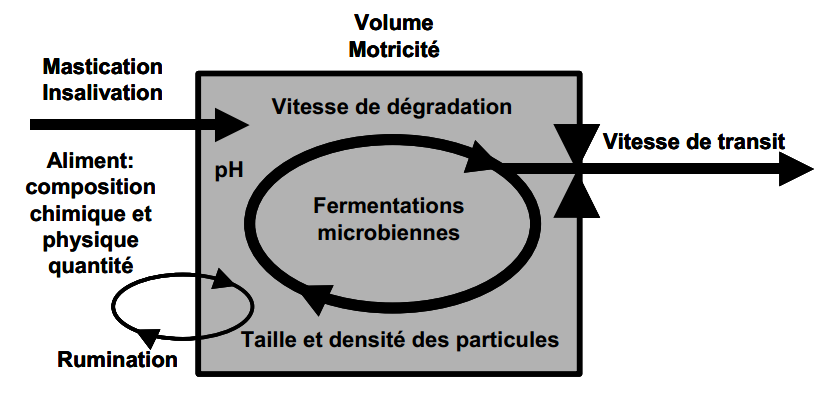 Volume
Motricité
Mastication
Insalivation
Vitesse de dégradation
Vitesse de transit
Aliment:
composition
chimique et
physique
quantité
pH
Fermentations
microbiennes
Taille et densité des particules
Rumination